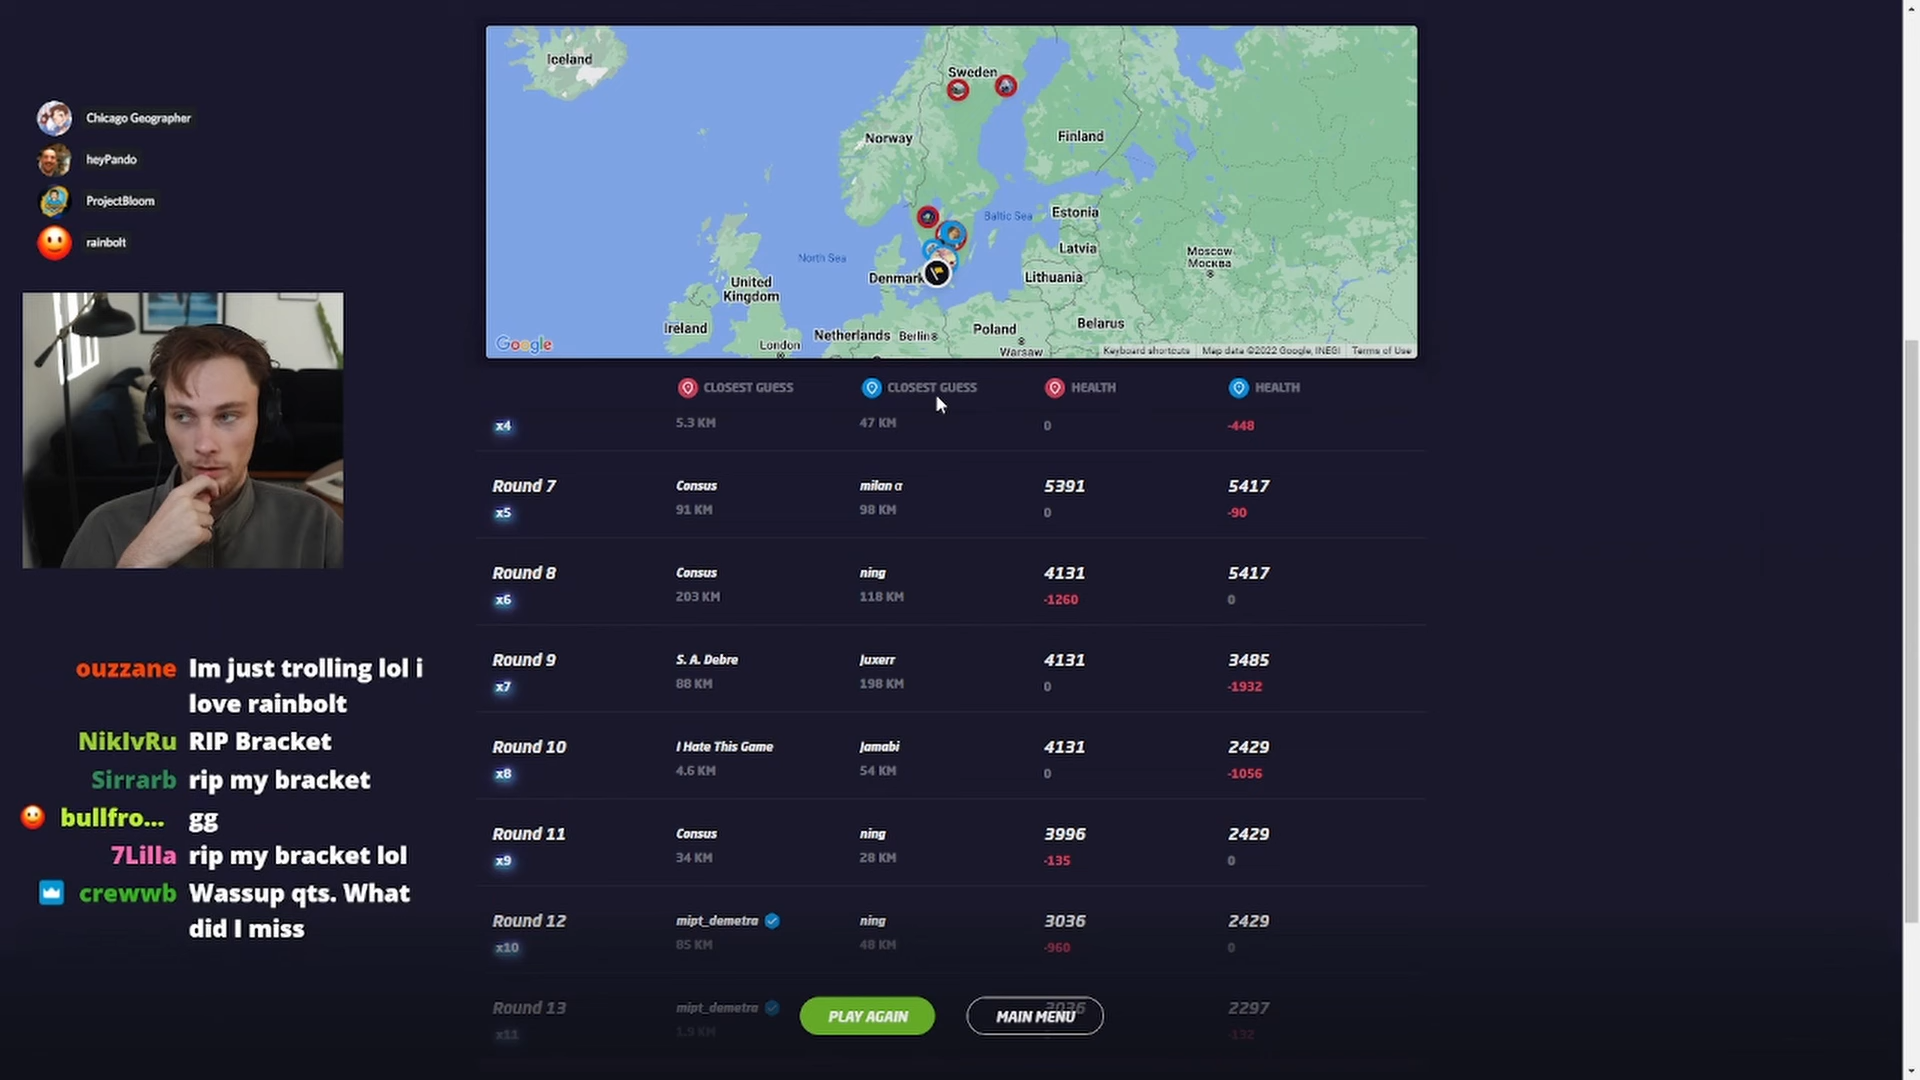 Chicago Geographer
heyPando
ProjectBloom
rainbolt
Iceland
Sweden
Norway
Finland
Baltic Sea
Estonia
Latvia
Moscow
Москва
North Sea
Denmark
Lithuania
United
Kingdom
Ireland
Netherlands
Berlin
Poland
Belarus
London
Warsaw
Google
Keyboard shortcuts
Map data ©2022 Google, INEGI
Terms of Use
CLOSEST GUESS CLOSEST GUESS HEALTH HEALTH
x4 5.3 KM 47 KM 0 -448
Round 7 Consus milan α 5391 5417
x5 91 KM 98 KM 0 -90
Round 8 Consus ning 4131 5417
x6 203 KM 118 KM -1260 0
Round 9 S. A. Debre Juxerr 4131 3485
x7 88 KM 198 KM 0 -1932
Round 10 I Hate This Game Jamabi 4131 2429
x8 4.6 KM 54 KM 0 -1056
Round 11 Consus ning 3996 2429
x9 34 KM 28 KM -135 0
Round 12 mipt_demetra ning 3036 2429
x10 85 KM 48 KM -960 0
Round 13 mipt_demetra 3036 2297
x11 1.9 KM -132
PLAY AGAIN
MAIN MENU
ouzzane Im just trolling lol i
love rainbolt
NikIvRu RIP Bracket
Sirrarb rip my bracket
bullfro... gg
7Lilla rip my bracket lol
crewwb Wassup qts. What
did I miss